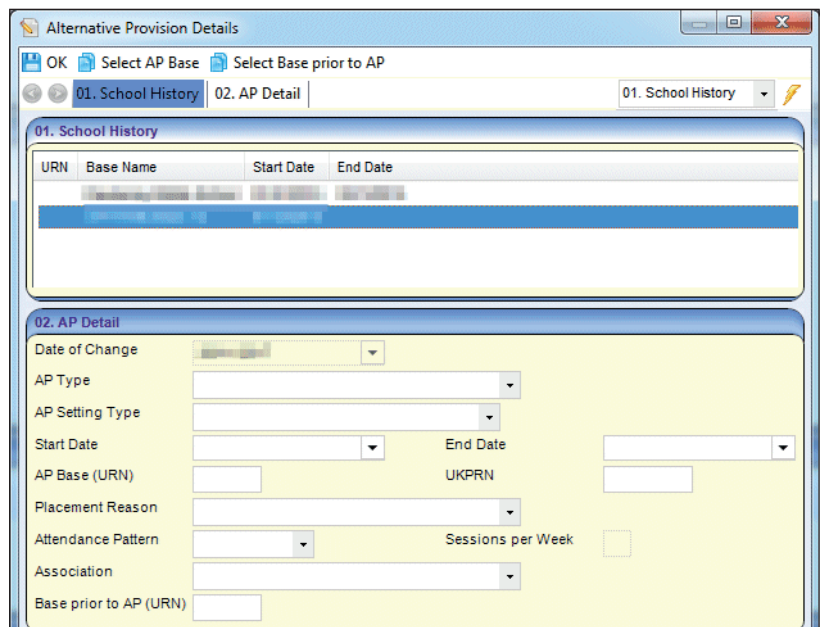 Alternative Provision Details
OK Select AP Base Select Base prior to AP
01. School History 02. AP Detail 01. School History
01. School History
URN Base Name Start Date End Date
02. AP Detail
Date of Change
AP Type
AP Setting Type
Start Date End Date
AP Base (URN) UKPRN
Placement Reason
Attendance Pattern Sessions per Week
Association
Base prior to AP (URN)